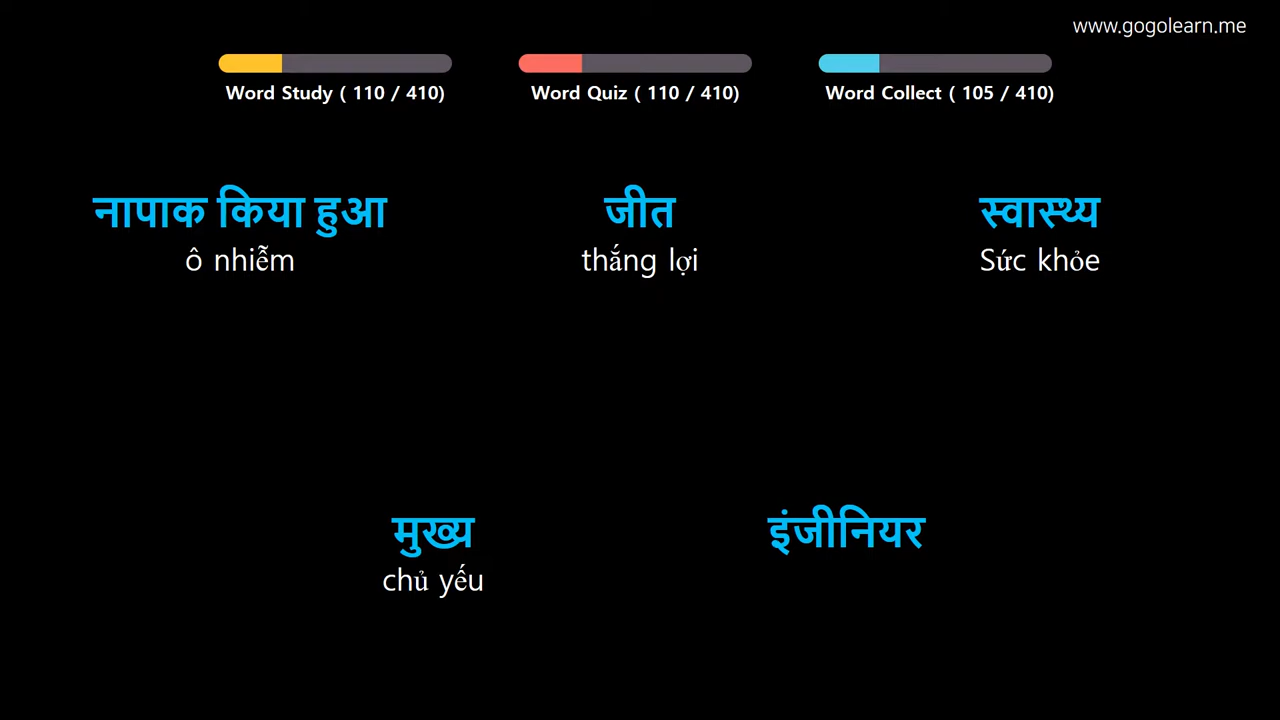 www.gogolearn.me
Word Study ( 110 / 410)
Word Quiz ( 110 / 410)
Word Collect ( 105 / 410)
नापाक किया हुआ
ô nhiễm
जीत
thắng lợi
स्वास्थ्य
Sức khỏe
मुख्य
chủ yếu
इंजीनियर